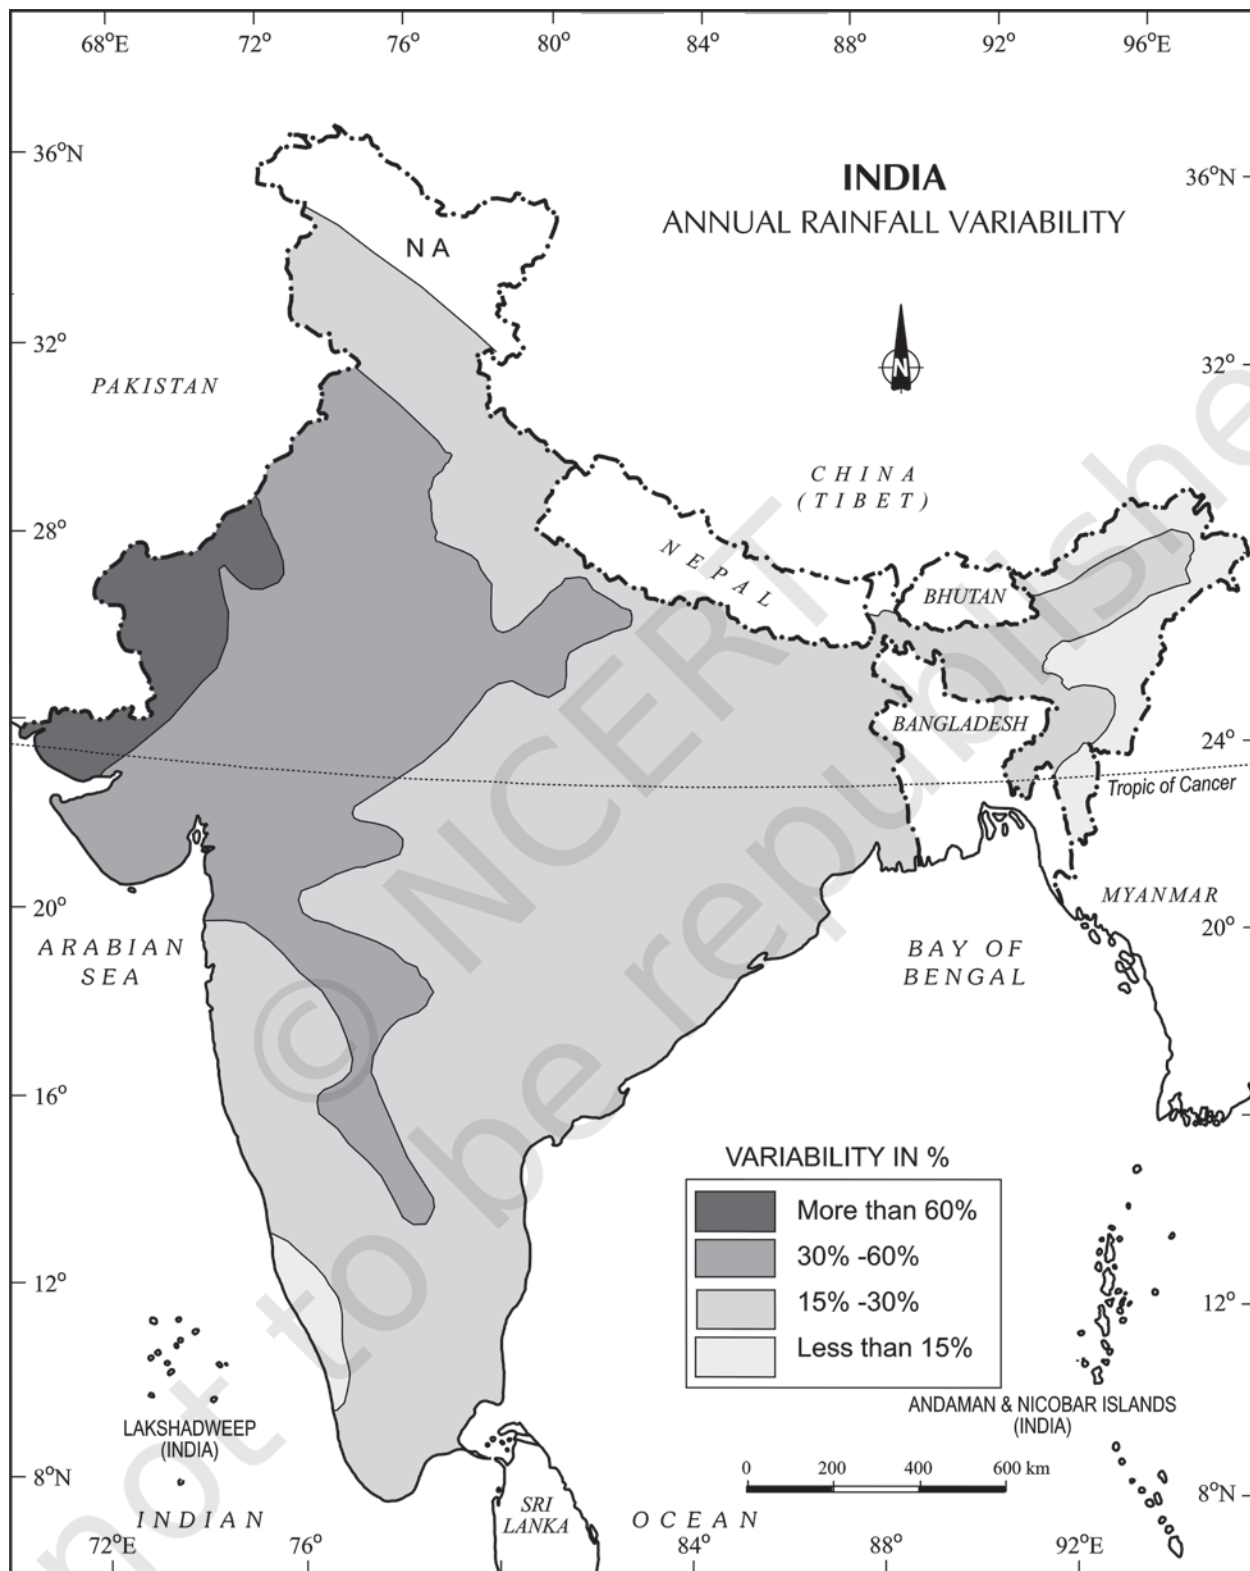 68°E 72° 76° 80° 84° 88° 92° 96°E
36°N
INDIA
36°N
ANNUAL RAINFALL VARIABILITY
N A
32°
N
32°
PAKISTAN
CHINA
(TIBET)
28°
28°
NEPAL
BHUTAN
BANGLADESH
24°
Tropic of Cancer
20°
MYANMAR
20°
ARABIAN
SEA
BAY OF
BENGAL
16°
VARIABILITY IN %
More than 60%
30% -60%
15% -30%
Less than 15%
12°
12°
LAKSHADWEEP
(INDIA)
ANDAMAN & NICOBAR ISLANDS
(INDIA)
8°N
0 200 400 600 km
8°N
SRI
LANKA
INDIAN OCEAN
72°E 76° 84° 88° 92°E
© NCERT
not to be republishe